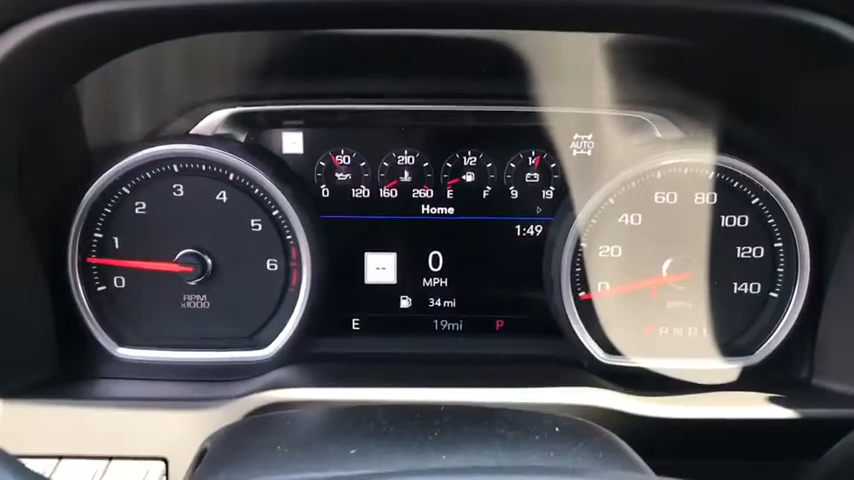 0 1 2 3 4 5 6
RPM
x1000
0 60 120
160 210 260
E 1/2 F
9 14 19
AUTO
Home
1:49
--
0
MPH
34 mi
E 19mi P
0 20 40 60 80 100 120 140
MPH
P R N D L